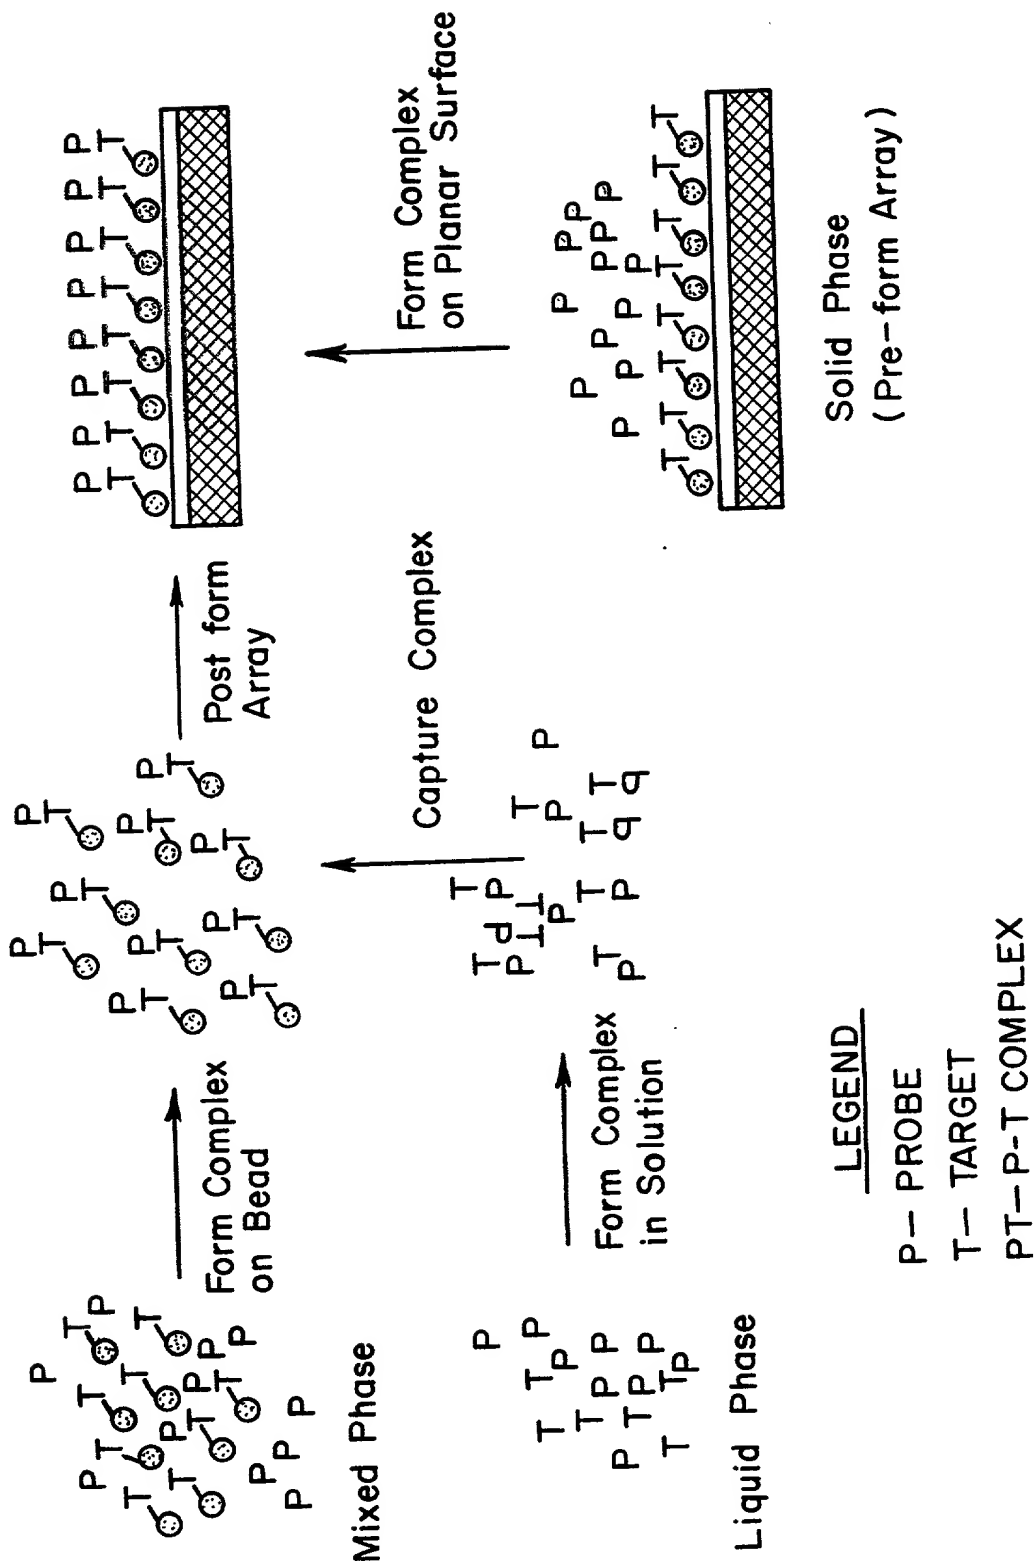 P P P P P P P P P P P
T T T T T T T T T
Mixed Phase
Form Complex
on Bead
P P P P P P P P P P
T T T T T T T T T T
Post form
Array
P P P P P P P P
T T T T T T T T
Capture Complex
Form Complex
on Planar Surface
P P P P P P P P P
T T T T T T
Liquid Phase
Form Complex
in Solution
T T T T T T T T T
P P P P P P P P P P
P P P P P P P P P P P P
T T T T T T T T
Solid Phase
(Pre-form Array)
LEGEND
P— PROBE
T— TARGET
PT— P-T COMPLEX